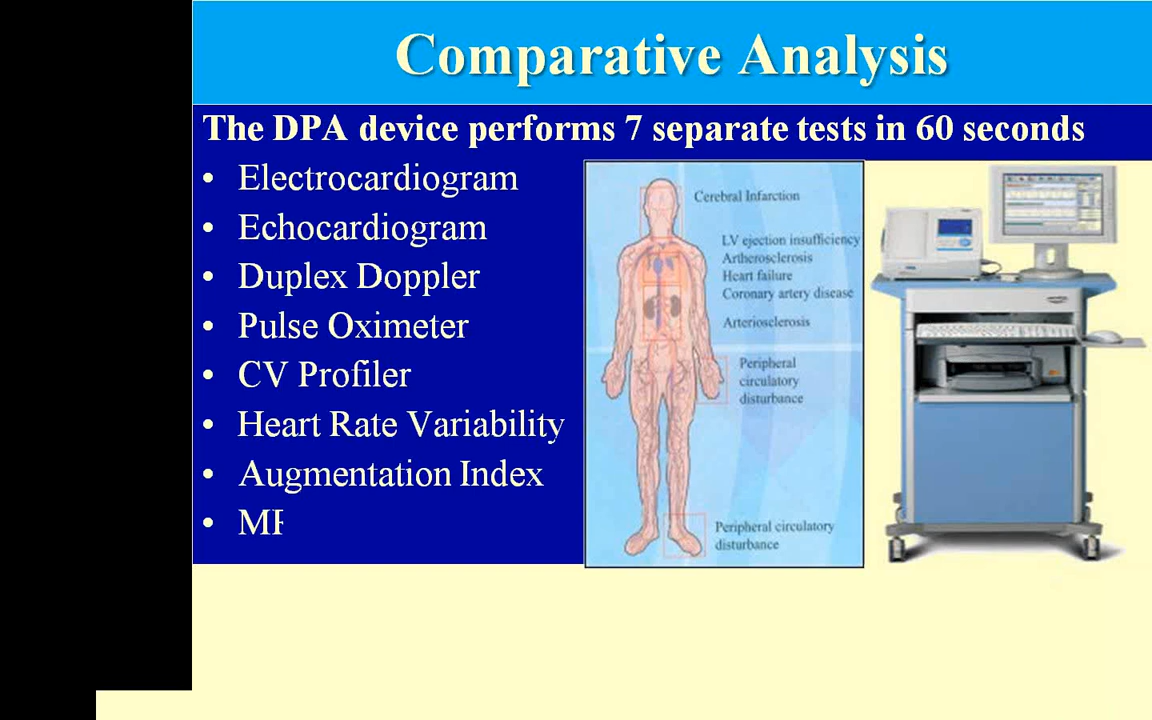 Comparative Analysis
The DPA device performs 7 separate tests in 60 seconds
• Electrocardiogram
• Echocardiogram
• Duplex Doppler
• Pulse Oximeter
• CV Profiler
• Heart Rate Variability
• Augmentation Index
Cerebral Infarction
LV ejection insufficiency
Artherosclerosis
Heart failure
Coronary artery disease
Arteriosclerosis
Peripheral
circulatory
disturbance
Peripheral circulatory
disturbance